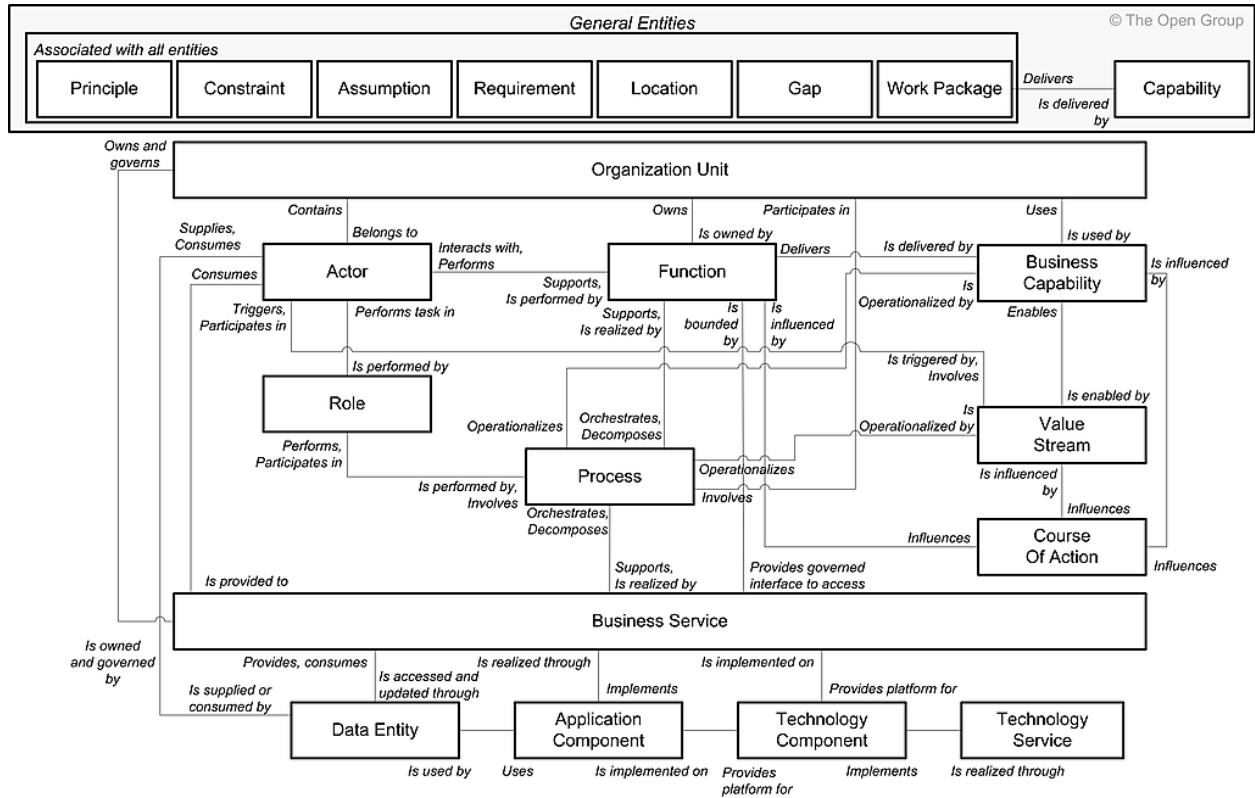 General Entities
© The Open Group
Associated with all entities
Principle
Constraint
Assumption
Requirement
Location
Gap
Work Package
Delivers
Is delivered
by
Capability
Owns and
governs
Organization Unit
Contains
Owns
Participates in
Uses
Supplies,
Consumes
Belongs to
Is owned by
Is used by
Consumes
Actor
Interacts with,
Performs
Supports,
Is performed by
Function
Delivers
Is delivered by
Business
Capability
Is influenced
by
Is
Operationalized by
Triggers,
Participates in
Performs task in
Supports,
Is realized by
Is
bounded
by
Is
influenced
by
Enables
Is performed by
Is triggered by,
Involves
Role
Is enabled by
Operationalizes
Orchestrates,
Decomposes
Is
Operationalized by
Value
Stream
Performs,
Participates in
Process
Operationalizes
Is influenced
by
Is performed by,
Involves
Involves
Orchestrates,
Decomposes
Influences
Influences
Course
Of Action
Influences
Is provided to
Supports,
Is realized by
Provides governed
interface to access
Business Service
Is owned
and governed
by
Provides, consumes
Is realized through
Is implemented on
Is supplied or
consumed by
Is accessed and
updated through
Implements
Provides platform for
Data Entity
Application
Component
Technology
Component
Technology
Service
Is used by
Uses
Is implemented on
Provides
platform for
Implements
Is realized through